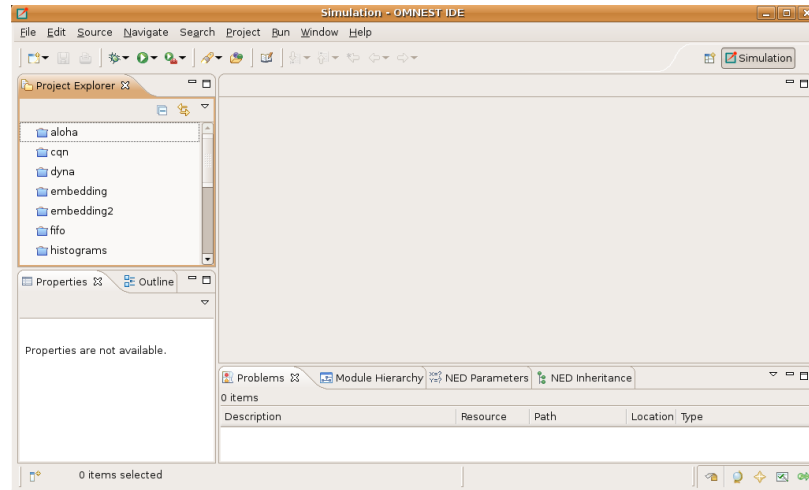 Simulation - OMNEST IDE
File Edit Source Navigate Search Project Run Window Help
Simulation
Project Explorer
aloha
cqn
dyna
embedding
embedding2
fifo
histograms
Properties Outline
Properties are not available.
Problems Module Hierarchy NED Parameters NED Inheritance
0 items
Description Resource Path Location Type
0 items selected